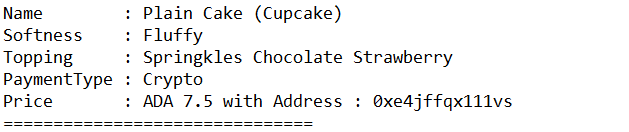 Name        : Plain Cake (Cupcake)
Softness    : Fluffy
Topping     : Springkles Chocolate Strawberry
PaymentType : Crypto
Price       : ADA 7.5 with Address : 0xe4jffqx111vs
===============================